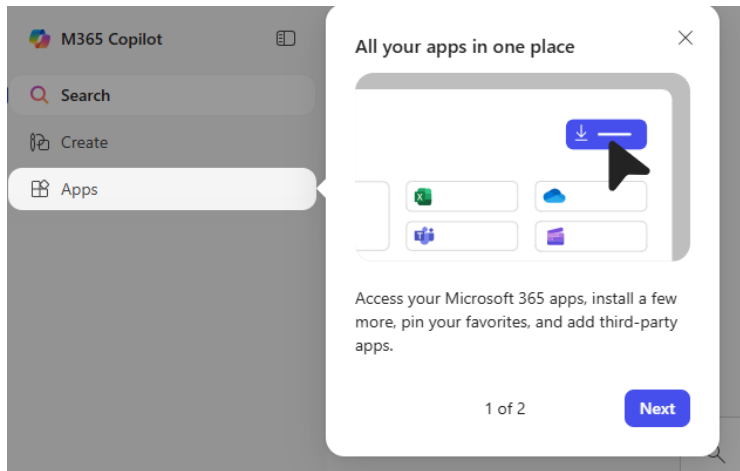 M365 Copilot
Search
Create
Apps
All your apps in one place
Access your Microsoft 365 apps, install a few
more, pin your favorites, and add third-party
apps.
1 of 2
Next